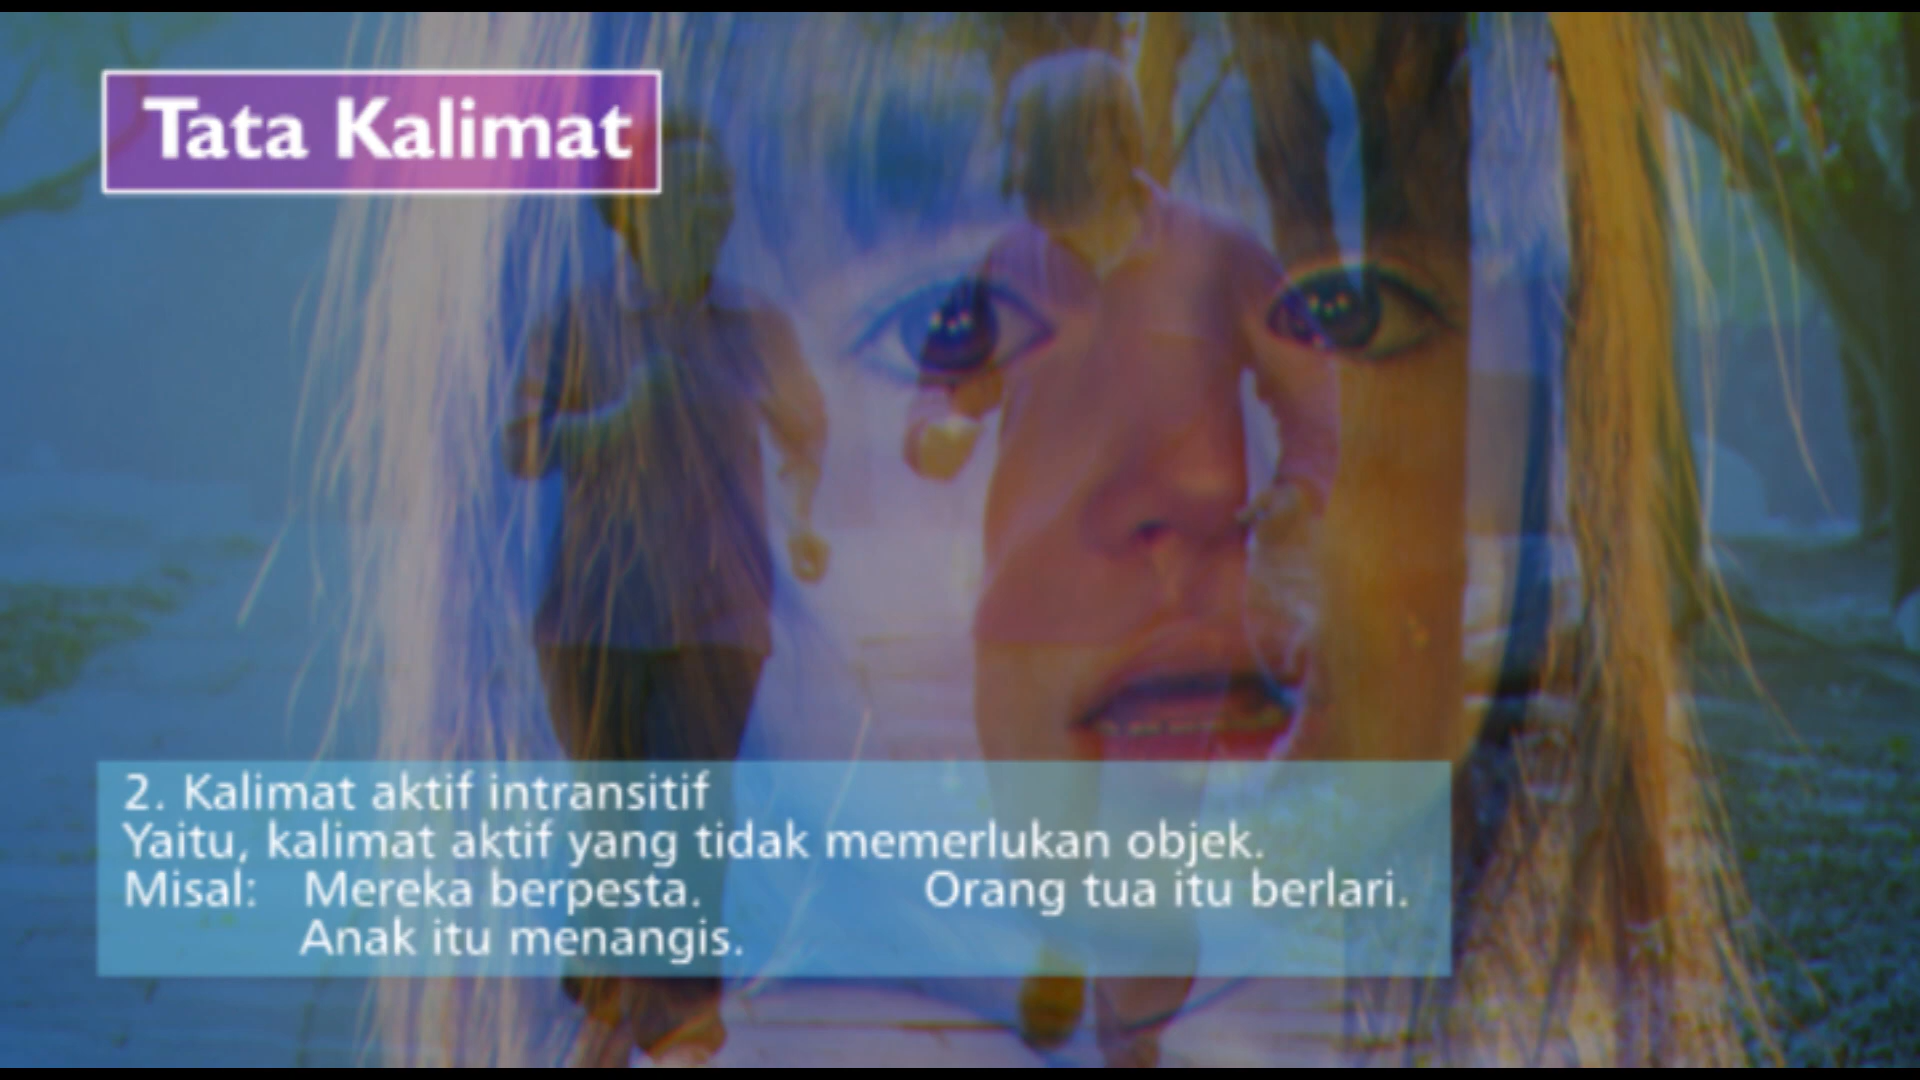 Tata Kalimat
2. Kalimat aktif intransitif
Yaitu, kalimat aktif yang tidak memerlukan objek.
Misal: Mereka berpesta. Orang tua itu berlari.
Anak itu menangis.